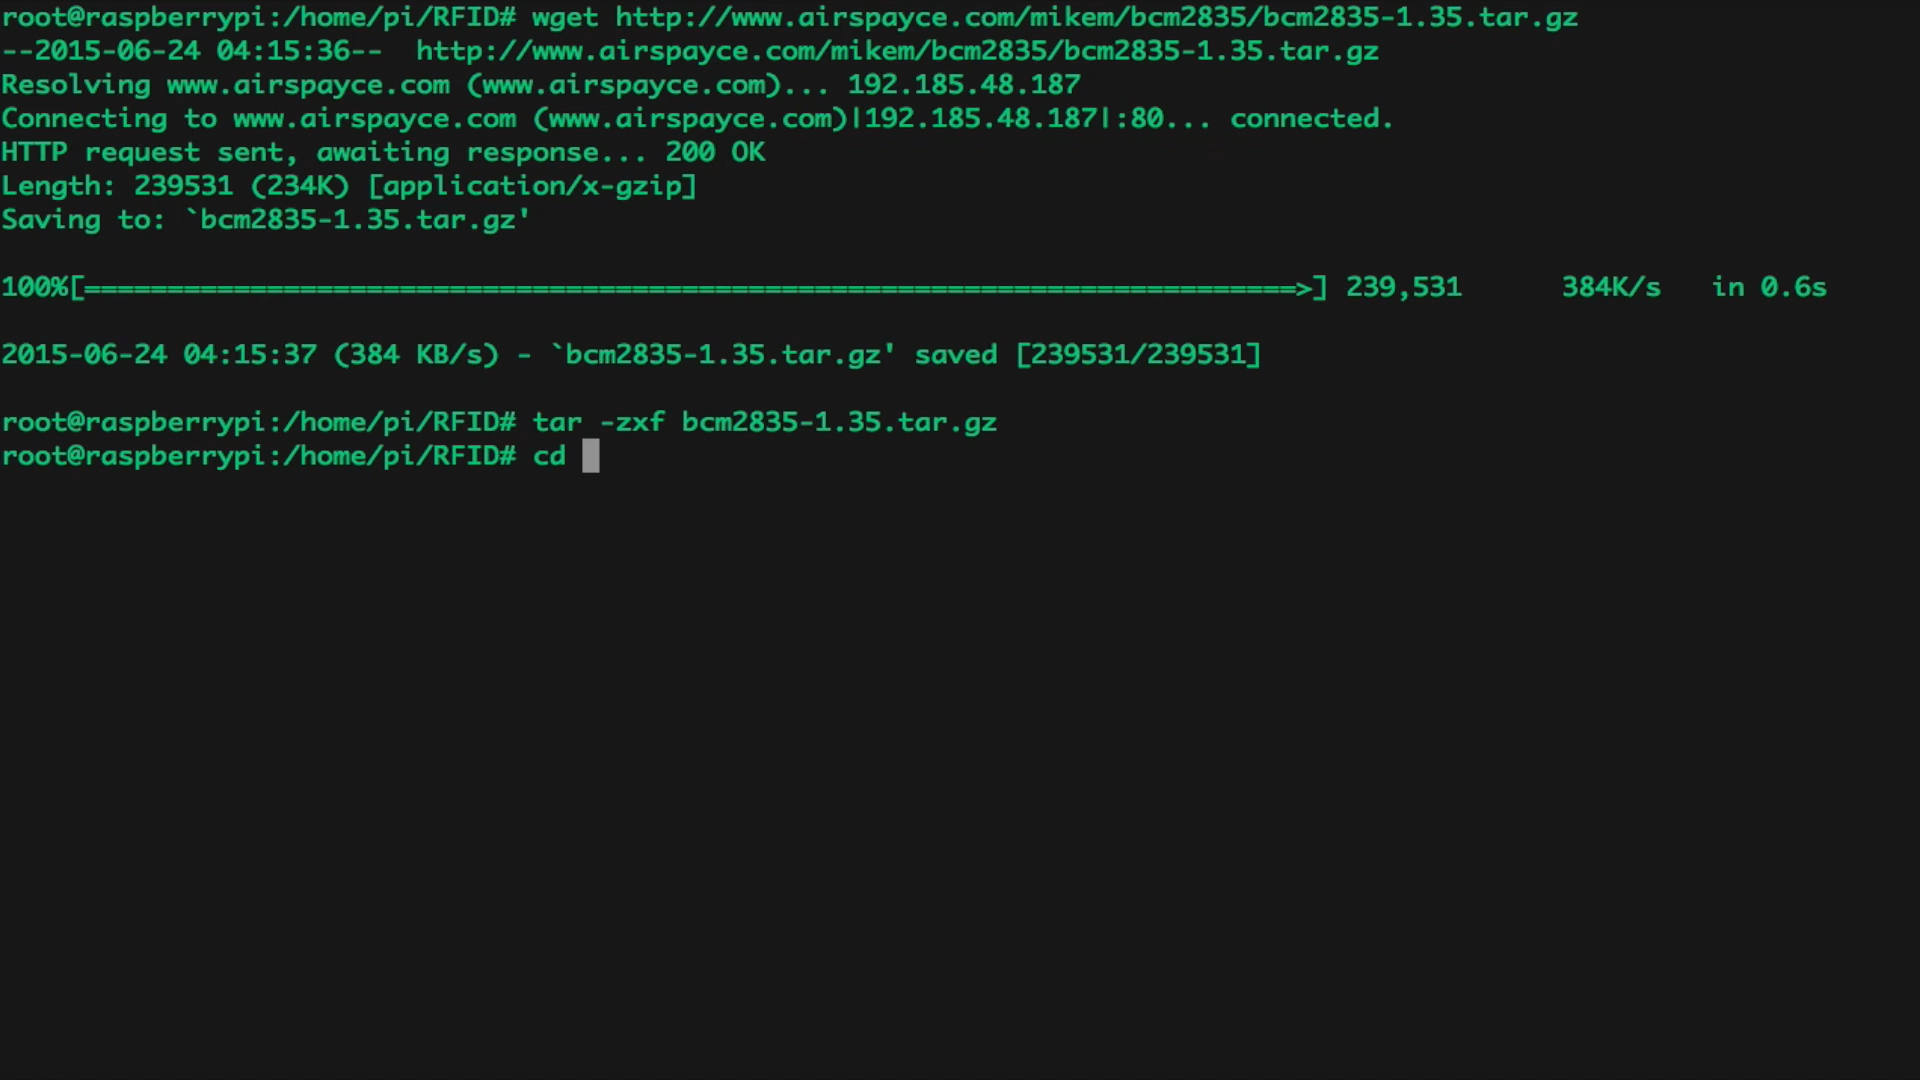 root@raspberrypi:/home/pi/RFID# wget http://www.airspayce.com/mikem/bcm2835/bcm2835-1.35.tar.gz
--2015-06-24 04:15:36--  http://www.airspayce.com/mikem/bcm2835/bcm2835-1.35.tar.gz
Resolving www.airspayce.com (www.airspayce.com)... 192.185.48.187
Connecting to www.airspayce.com (www.airspayce.com)|192.185.48.187|:80... connected.
HTTP request sent, awaiting response... 200 OK
Length: 239531 (234K) [application/x-gzip]
Saving to: `bcm2835-1.35.tar.gz'
100%[=========================================================================>] 239,531      384K/s   in 0.6s
2015-06-24 04:15:37 (384 KB/s) - `bcm2835-1.35.tar.gz' saved [239531/239531]
root@raspberrypi:/home/pi/RFID# tar -zxf bcm2835-1.35.tar.gz
root@raspberrypi:/home/pi/RFID# cd